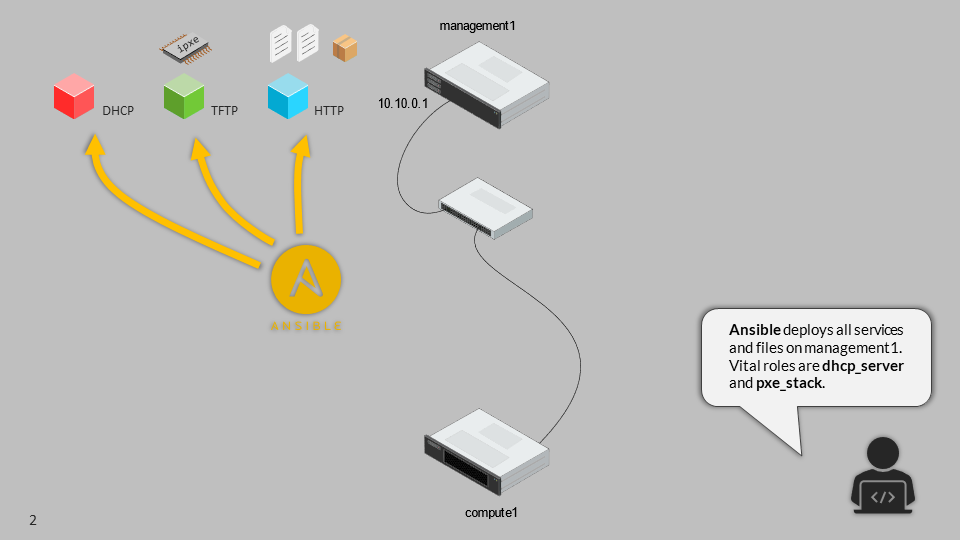 management1
ipxe
10.10.0.1
DHCP
TFTP
HTTP
ANSIBLE
Ansible deploys all services
and files on management1.
Vital roles are dhcp_server
and pxe_stack.
</>
compute1
2